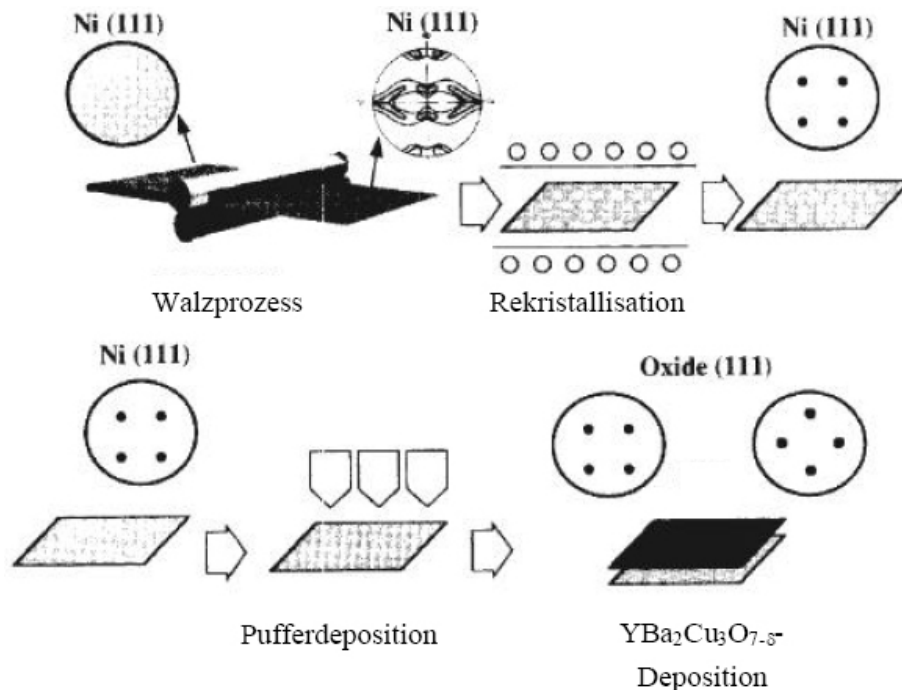 Ni (111)
Ni (111)
Ni (111)
Walzprozess
Rekristallisation
Ni (111)
Oxide (111)
Pufferdeposition
YBa₂Cu₃O₇₋δ-
Deposition